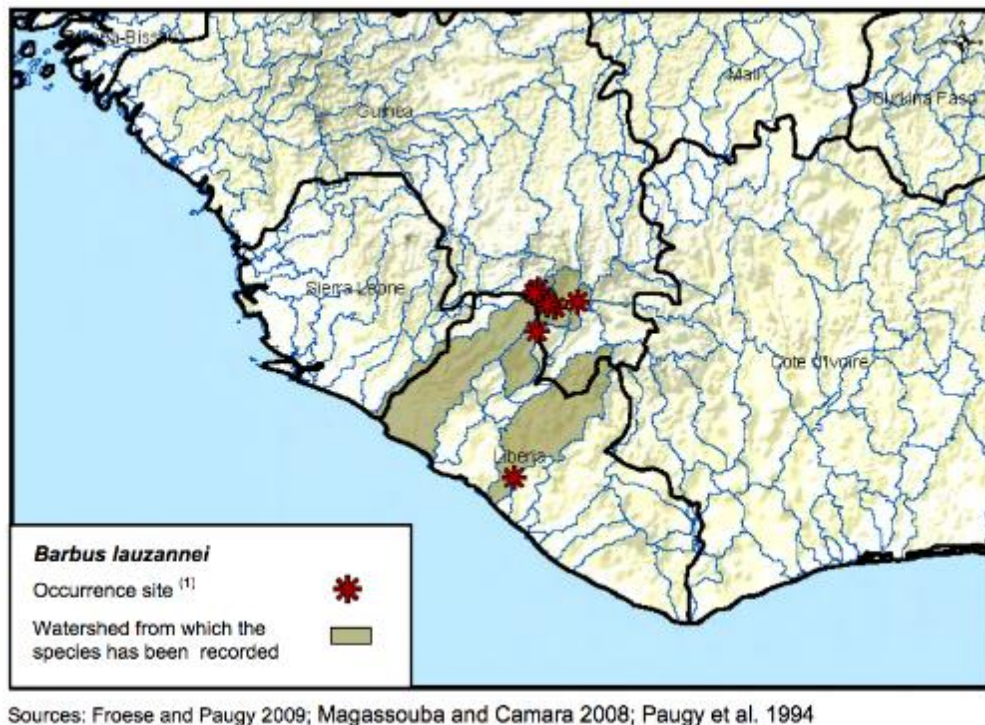 Mali
Burkina Faso
Guinea
Sierra Leone
Cote d'Ivoire
Liberia
Barbus lauzannei
Occurrence site (1)
Watershed from which the
species has been recorded
Sources: Froese and Paugy 2009; Magassouba and Camara 2008; Paugy et al. 1994